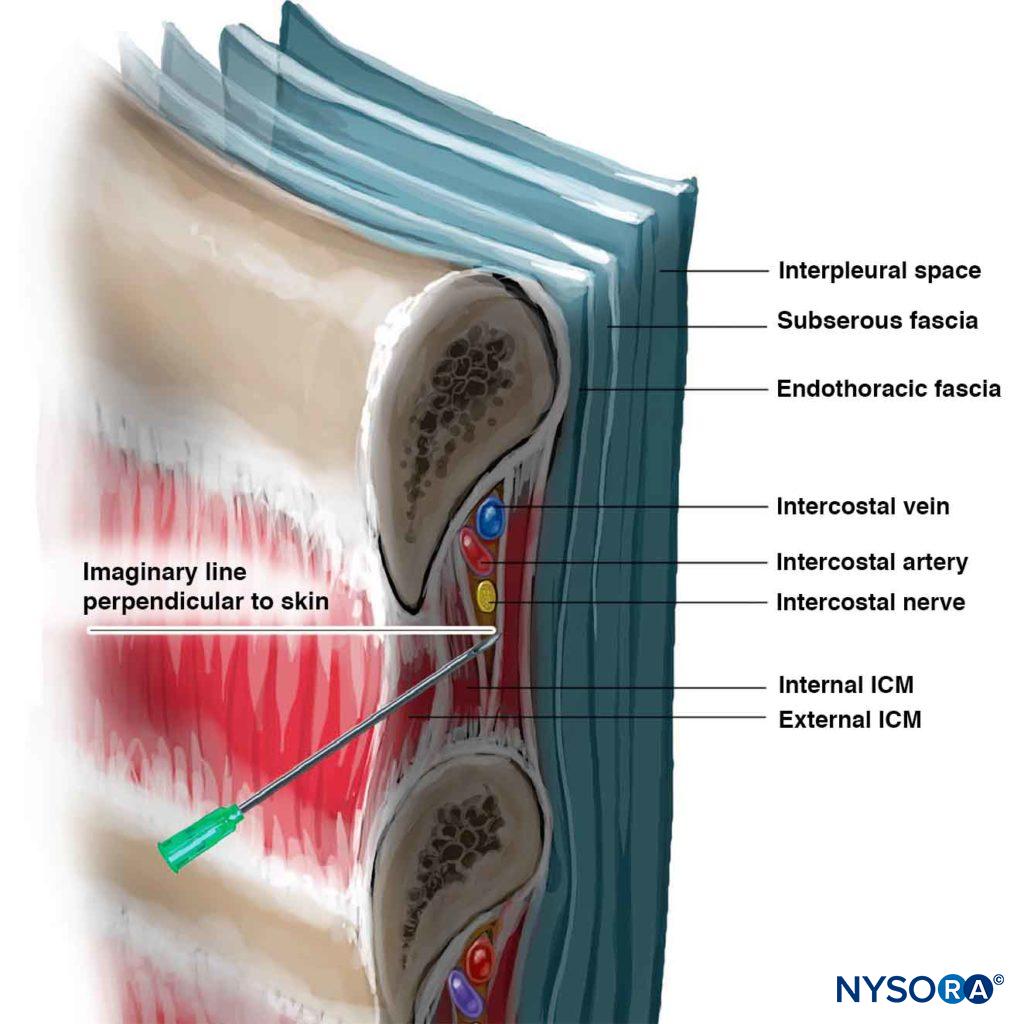 Interpleural space
Subserous fascia
Endothoracic fascia
Intercostal vein
Imaginary line
perpendicular to skin
Intercostal artery
Intercostal nerve
Internal ICM
External ICM
NYSORA©